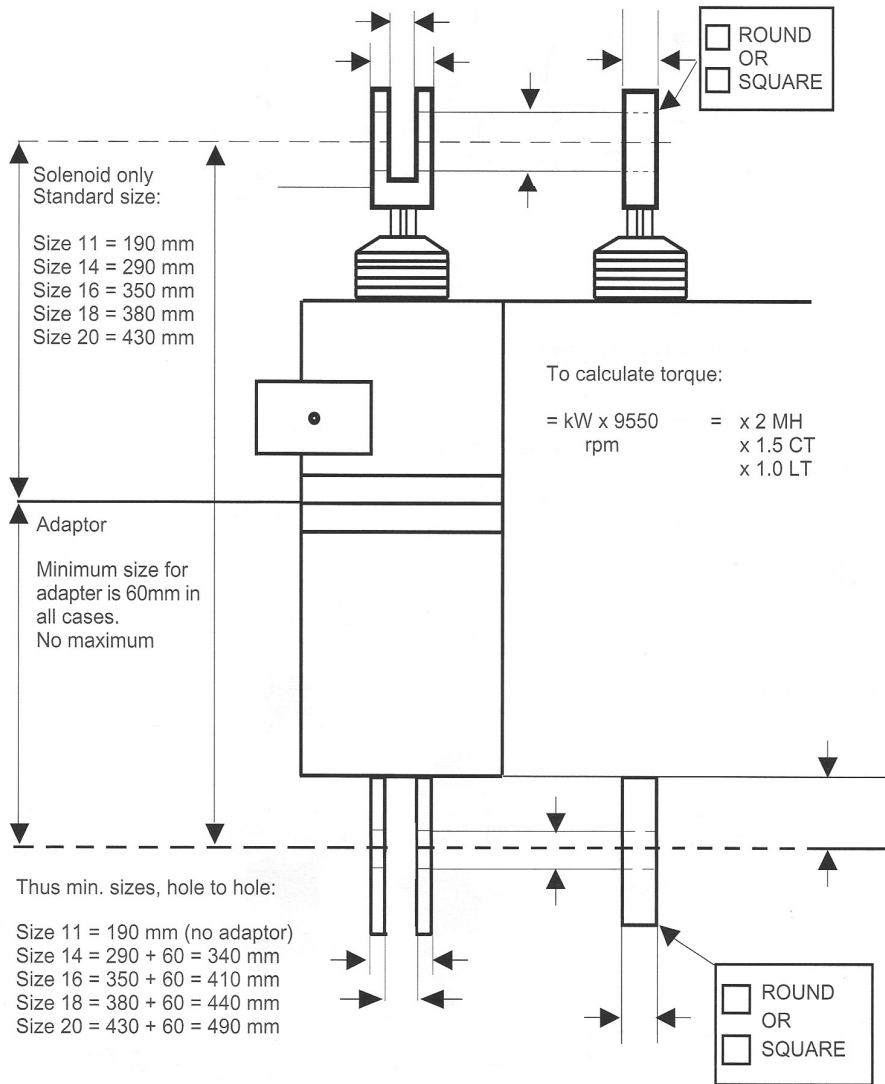 ROUND
OR
SQUARE
Solenoid only
Standard size:
Size 11 = 190 mm
Size 14 = 290 mm
Size 16 = 350 mm
Size 18 = 380 mm
Size 20 = 430 mm
To calculate torque:
= kW x 9550 = x 2 MH
rpm x 1.5 CT
x 1.0 LT
Adaptor
Minimum size for
adapter is 60mm in
all cases.
No maximum
Thus min. sizes, hole to hole:
Size 11 = 190 mm (no adaptor)
Size 14 = 290 + 60 = 340 mm
Size 16 = 350 + 60 = 410 mm
Size 18 = 380 + 60 = 440 mm
Size 20 = 430 + 60 = 490 mm
ROUND
OR
SQUARE